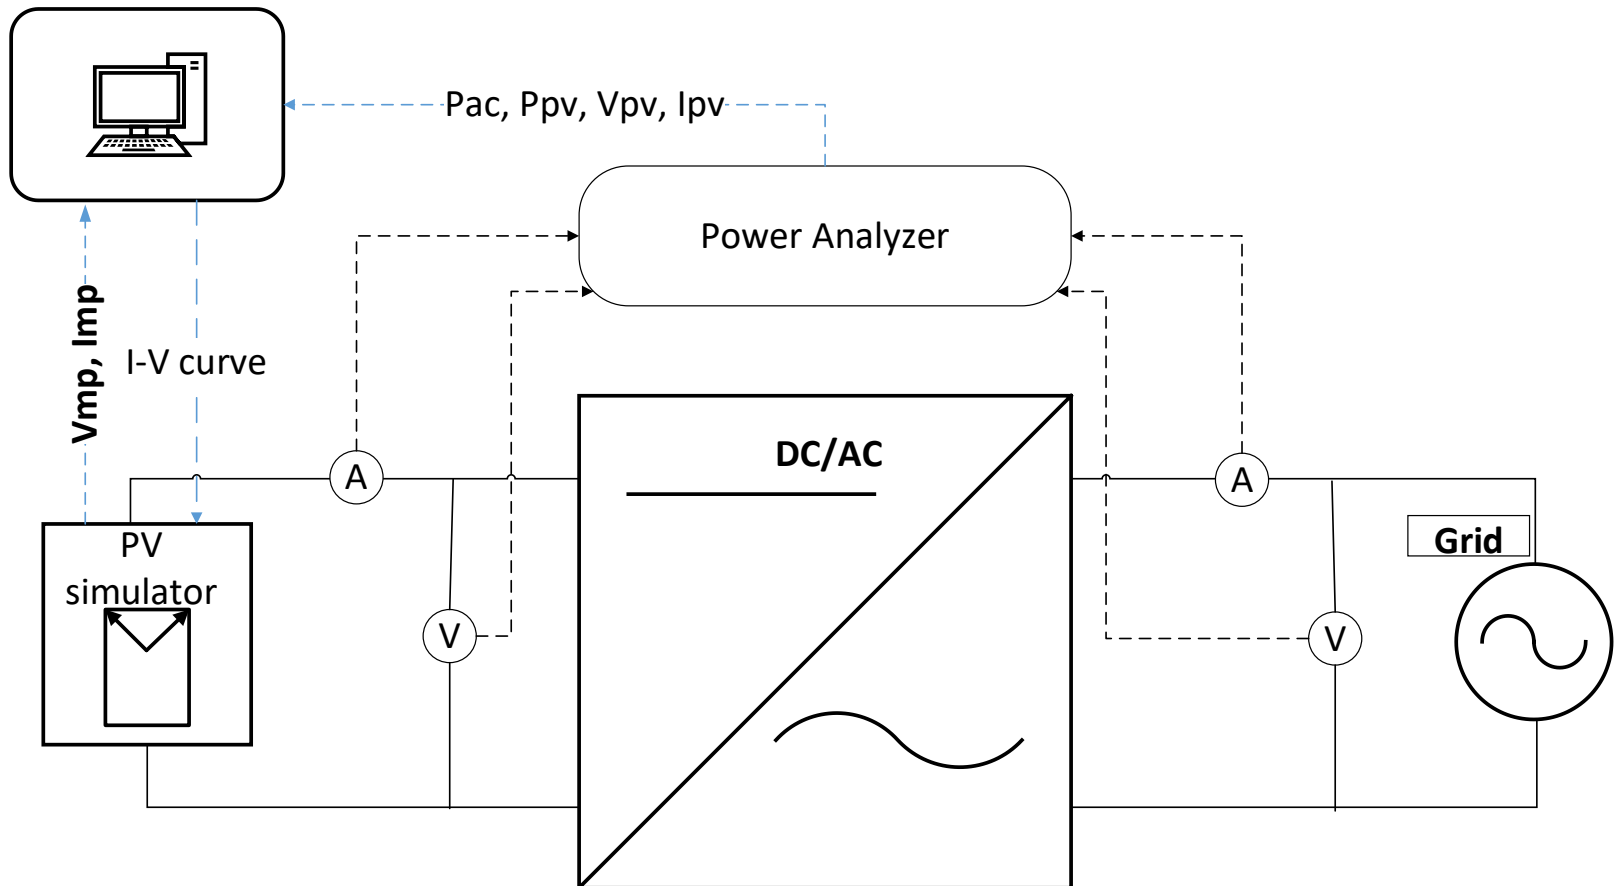 Pac, Ppv, Vpv, Ipv
Power Analyzer
Vmp, Imp
I-V curve
DC/AC
A
A
PV
simulator
Grid
V
V